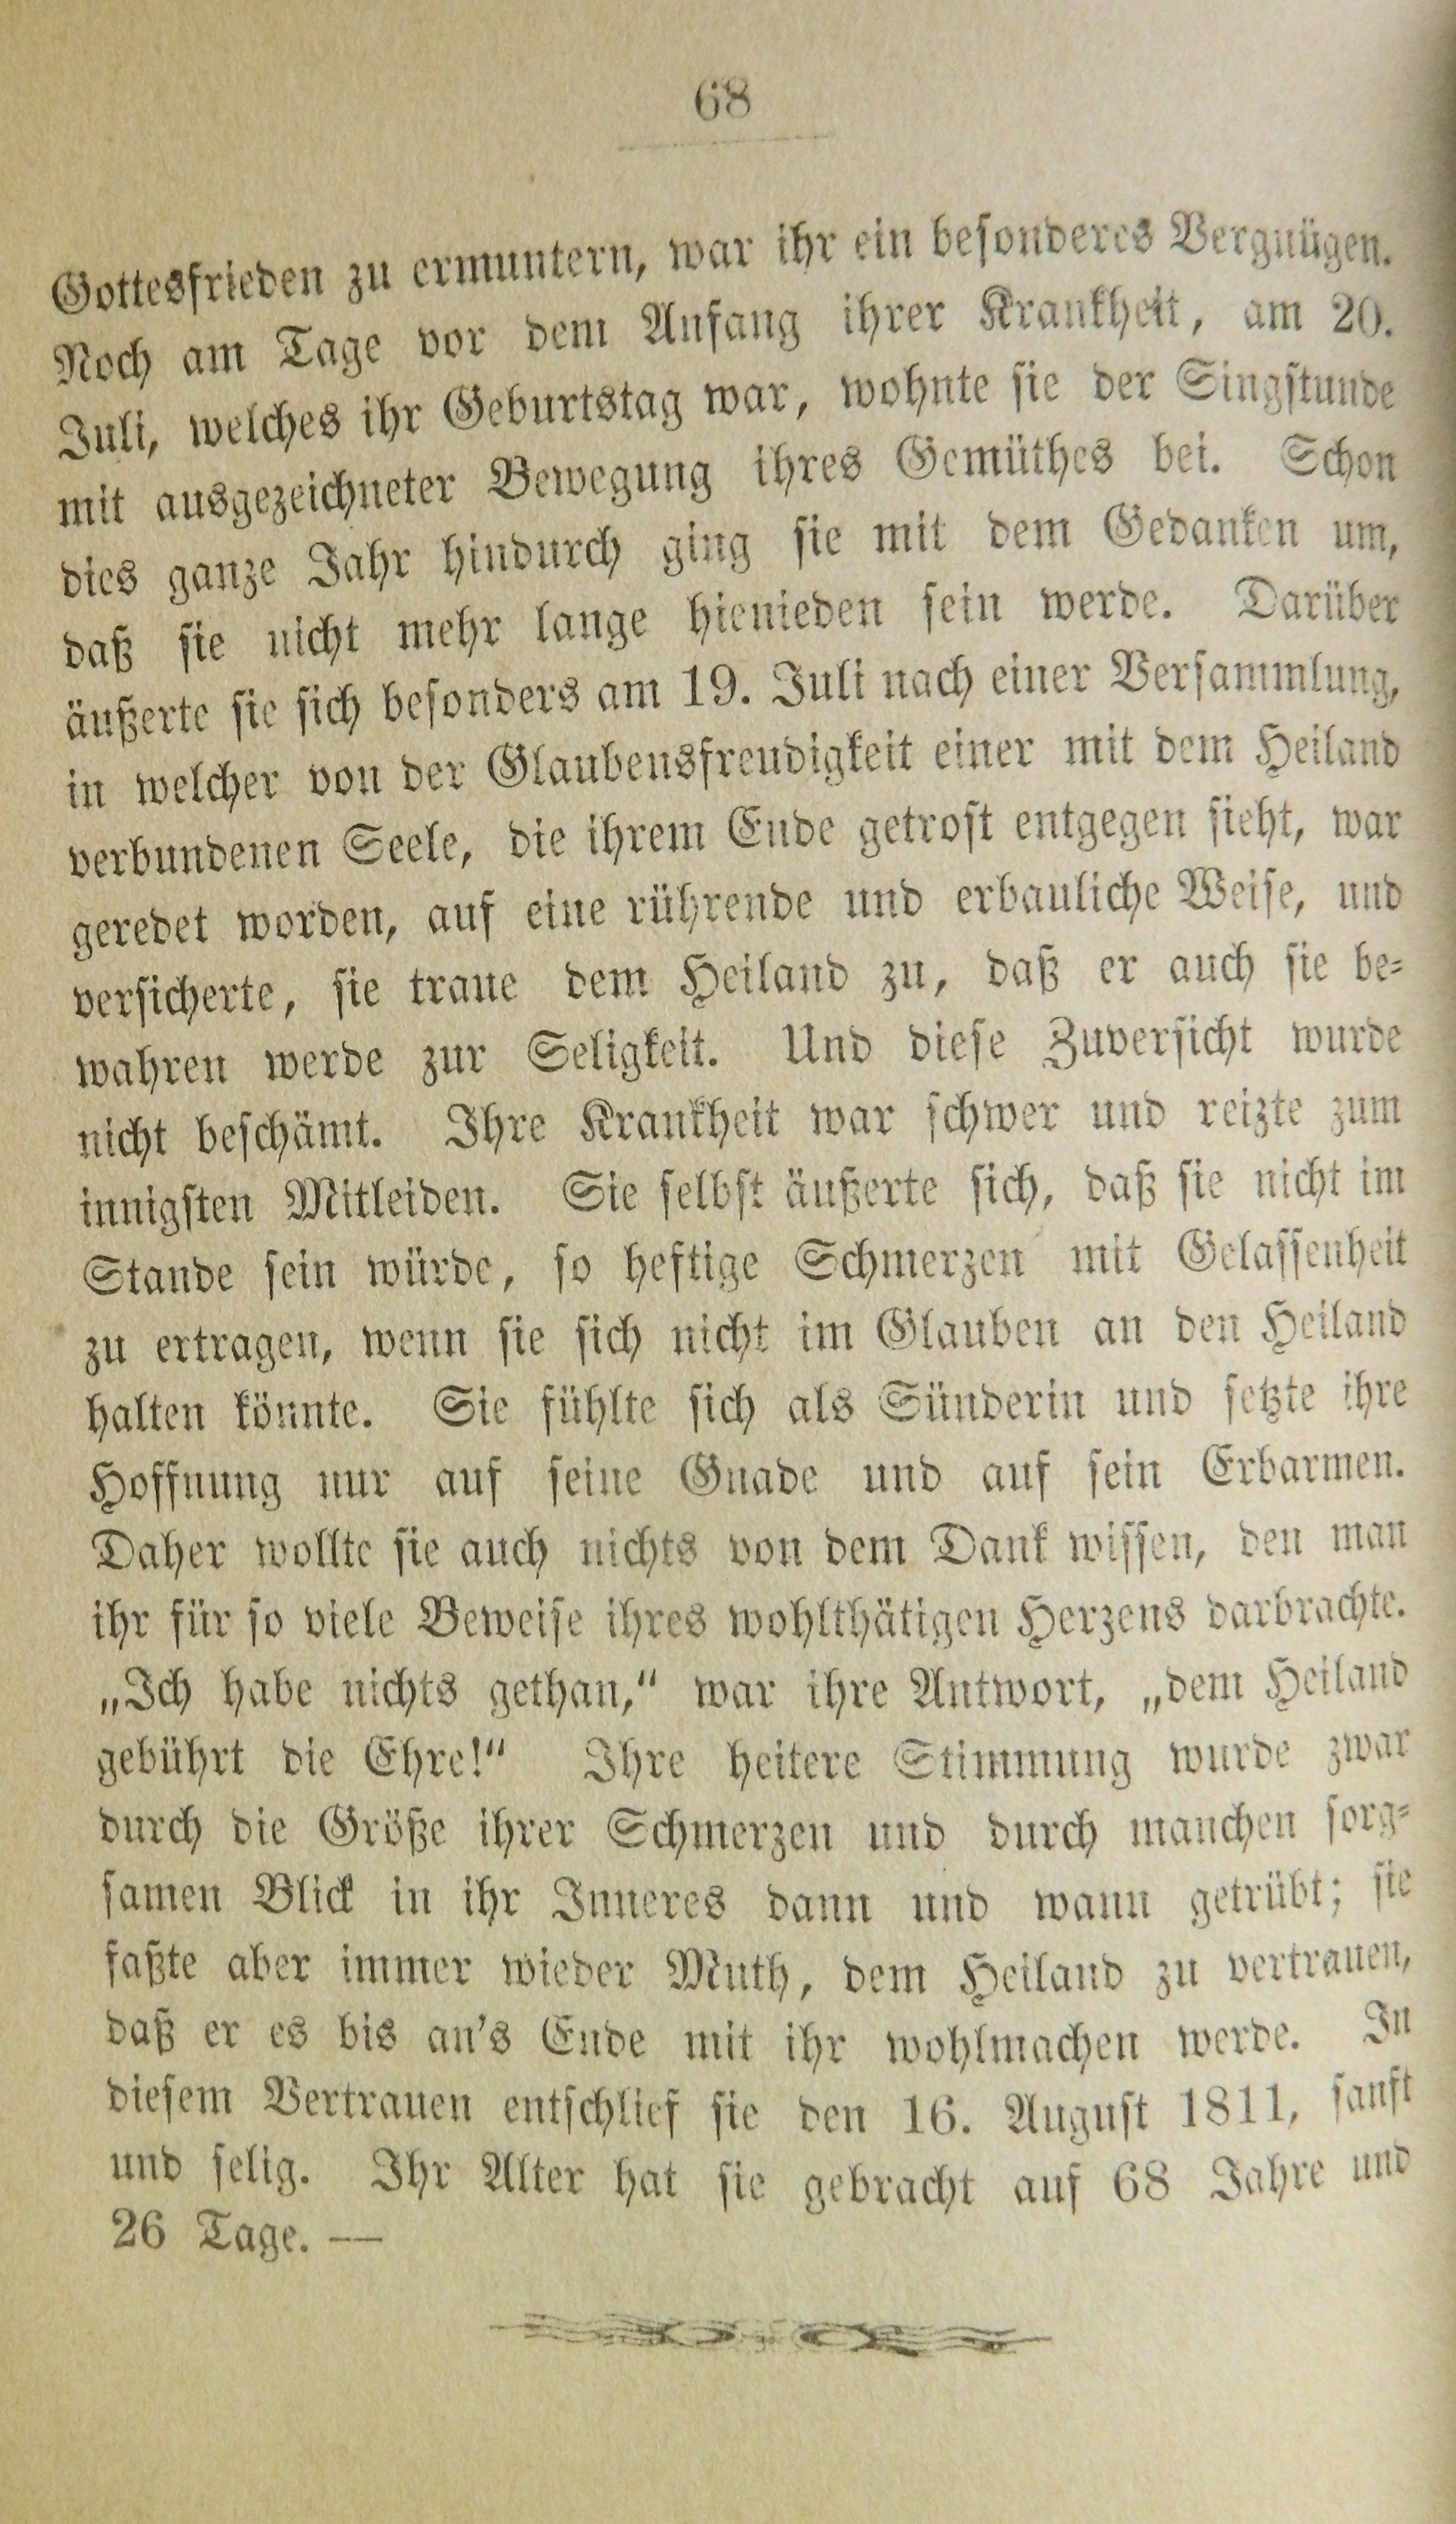 68
Gottesfrieden zu ermuntern, war ihr ein besonderes Vergnügen.
Noch am Tage vor dem Anfang ihrer Krankheit, am 20.
Juli, welches ihr Geburtstag war, wohnte sie der Singstunde
mit ausgezeichneter Bewegung ihres Gemüthes bei. Schon
dies ganze Jahr hindurch ging sie mit dem Gedanken um,
daß sie nicht mehr lange hienieden sein werde. Darüber
äußerte sie sich besonders am 19. Juli nach einer Versammlung,
in welcher von der Glaubensfreudigkeit einer mit dem Heiland
verbundenen Seele, die ihrem Ende getrost entgegen sieht, war
geredet worden, auf eine rührende und erbauliche Weise, und
versicherte, sie traue dem Heiland zu, daß er auch sie be-
wahren werde zur Seligkeit. Und diese Zuversicht wurde
nicht beschämt. Ihre Krankheit war schwer und reizte zum
innigsten Mitleiden. Sie selbst äußerte sich, daß sie nicht im
Stande sein würde, so heftige Schmerzen mit Gelassenheit
zu ertragen, wenn sie sich nicht im Glauben an den Heiland
halten könnte. Sie fühlte sich als Sünderin und setzte ihre
Hoffnung nur auf seine Gnade und auf sein Erbarmen.
Daher wollte sie auch nichts von dem Dank wissen, den man
ihr für so viele Beweise ihres wohlthätigen Herzens darbrachte.
„Ich habe nichts gethan,“ war ihre Antwort, „dem Heiland
gebührt die Ehre!“ Ihre heitere Stimmung wurde zwar
durch die Größe ihrer Schmerzen und durch manchen sorg-
samen Blick in ihr Inneres dann und wann getrübt; sie
faßte aber immer wieder Muth, dem Heiland zu vertrauen,
daß er es bis an's Ende mit ihr wohlmachen werde. In
diesem Vertrauen entschlief sie den 16. August 1811, sanft
und selig. Ihr Alter hat sie gebracht auf 68 Jahre und
26 Tage. —